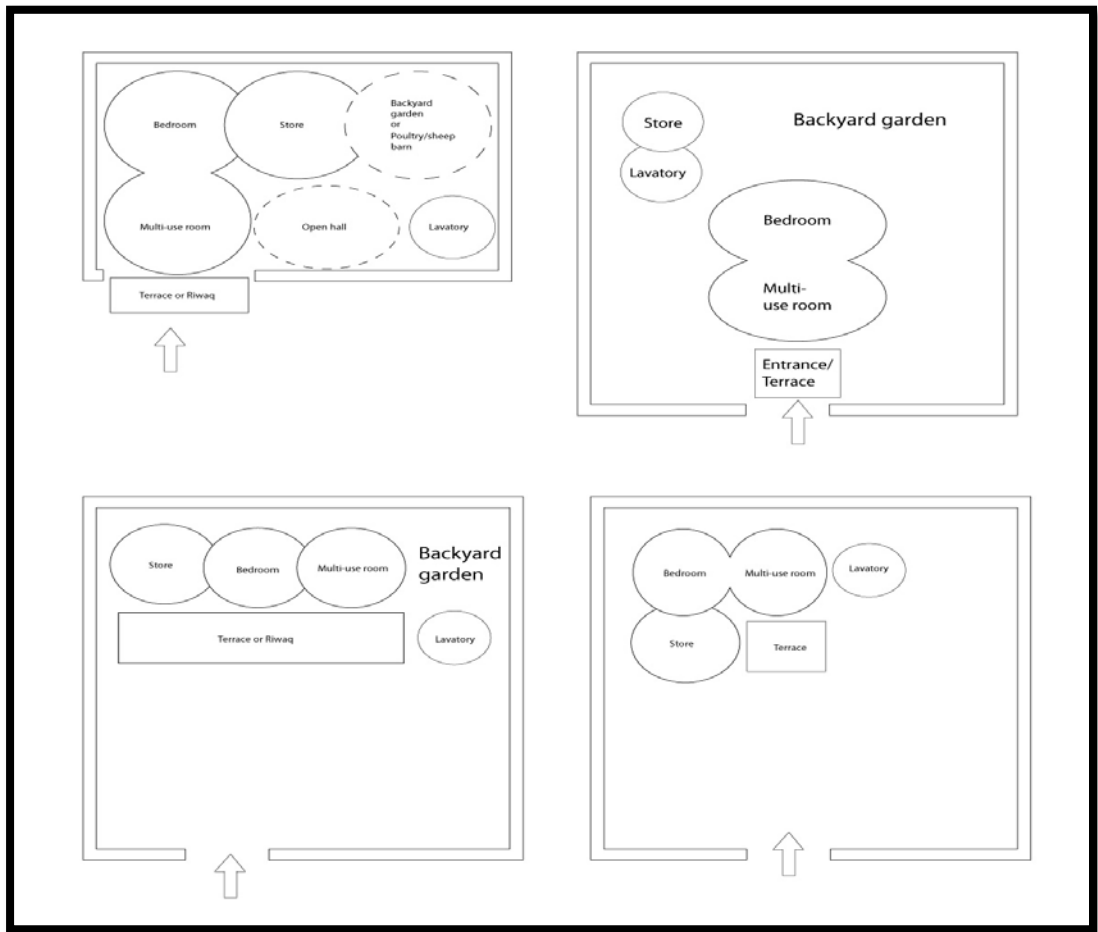 Bedroom
Store
Backyard
garden
or
Poultry/sheep
barn
Multi-use room
Open hall
Lavatory
Terrace or Riwaq
Store
Backyard garden
Lavatory
Bedroom
Multi-
use room
Entrance/
Terrace
Store
Bedroom
Multi-use room
Backyard
garden
Terrace or Riwaq
Lavatory
Bedroom
Multi-use room
Lavatory
Store
Terrace